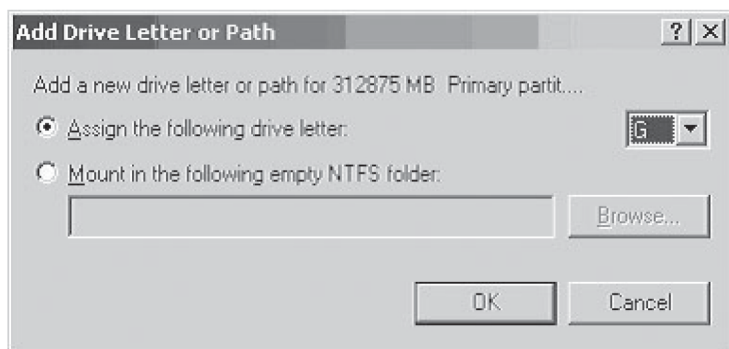 Add Drive Letter or Path
Add a new drive letter or path for 312875 MB Primary partit....
Assign the following drive letter: G
Mount in the following empty NTFS folder:
Browse...
OK Cancel